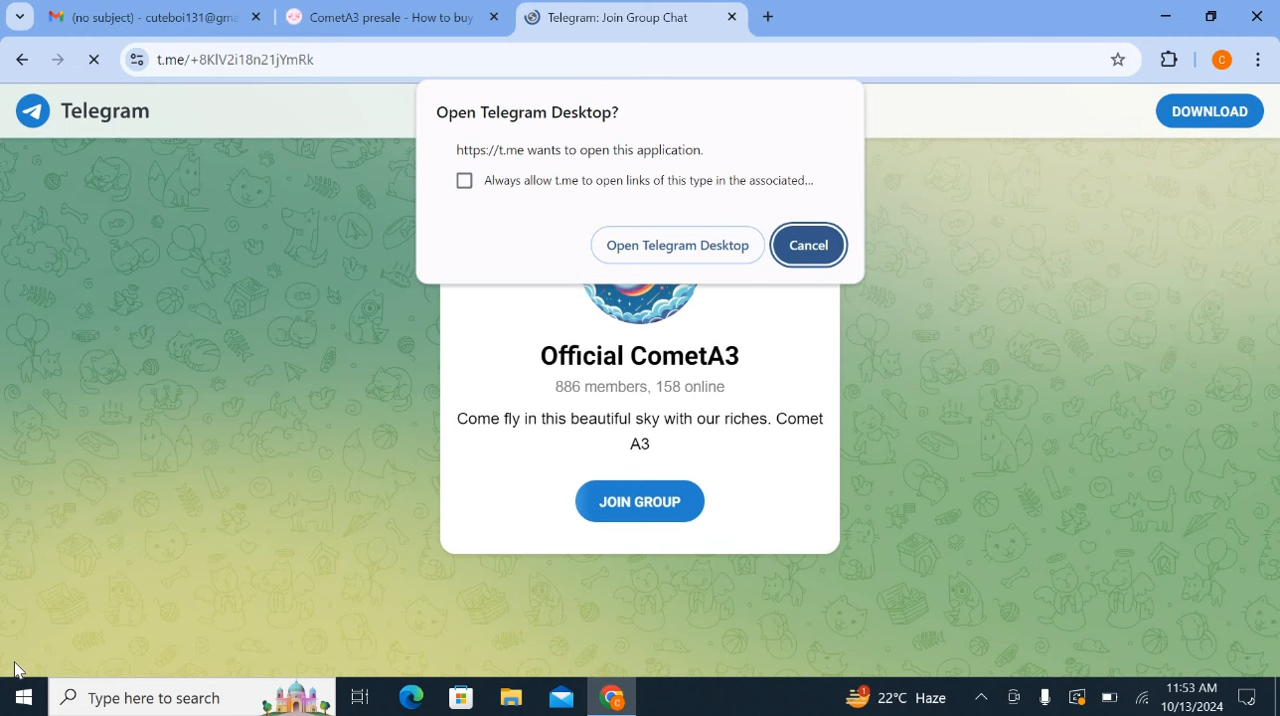 (no subject) - cuteboi131@gma
CometA3 presale - How to buy
Telegram: Join Group Chat
t.me/+8KlV2i18n21jYmRk
C
Telegram
DOWNLOAD
Open Telegram Desktop?
https://t.me wants to open this application.
Always allow t.me to open links of this type in the associated...
Open Telegram Desktop
Cancel
Official CometA3
886 members, 158 online
Come fly in this beautiful sky with our riches. Comet
A3
JOIN GROUP
Type here to search
1
22°C Haze
11:53 AM
10/13/2024